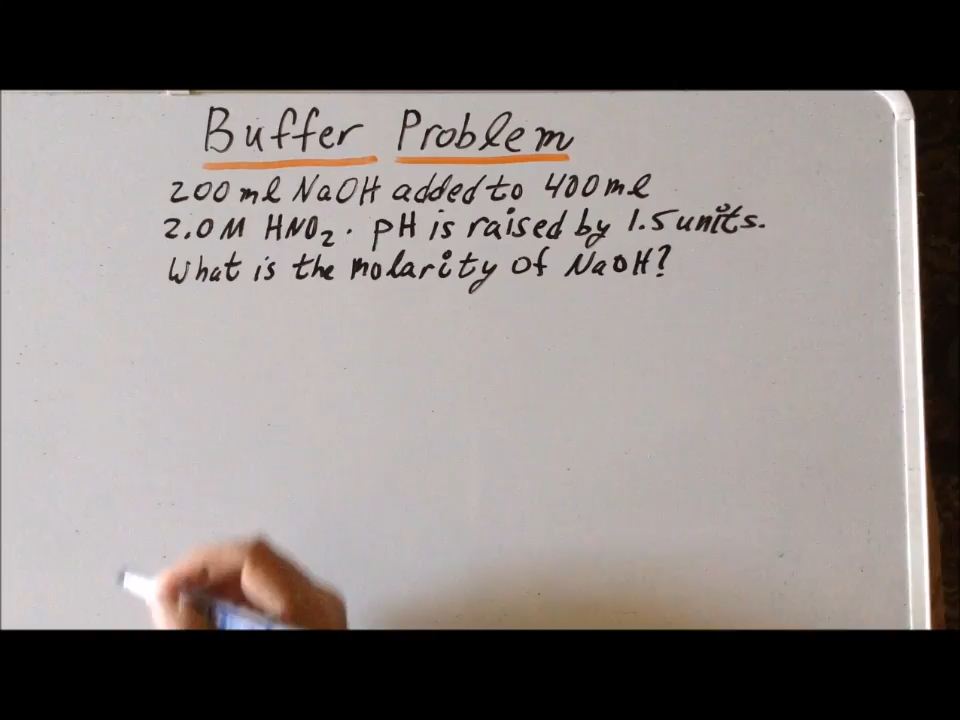 Buffer Problem
200 ml NaOH added to 400 ml
2.0 M HNO₂. pH is raised by 1.5 units.
What is the molarity of NaOH?